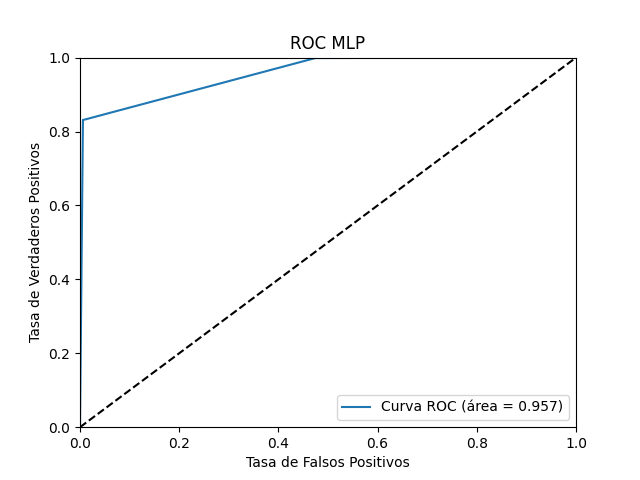 ROC MLP
1.0
0.8
0.6
0.4
0.2
0.0
Tasa de Verdaderos Positivos
Curva ROC (área = 0.957)
0.0 0.2 0.4 0.6 0.8 1.0
Tasa de Falsos Positivos